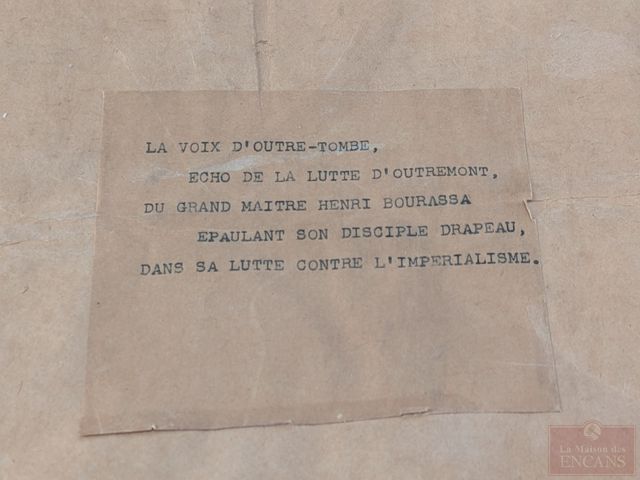 LA VOIX D'OUTRE-TOMBE,
ECHO DE LA LUTTE D'OUTREMONT,
DU GRAND MAITRE HENRI BOURASSA
EPAULANT SON DISCIPLE DRAPEAU,
DANS SA LUTTE CONTRE L'IMPERIALISME.
La Maison des
ENCANS